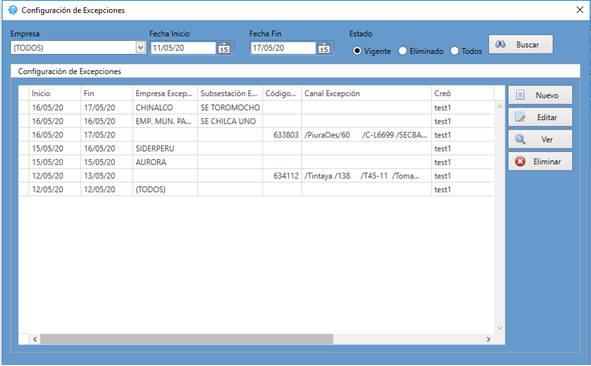 Configuración de Excepciones
Empresa Fecha Inicio Fecha Fin Estado
(TODOS) 11/05/20 15 17/05/20 15 Vigente Eliminado Todos Buscar
Configuración de Excepciones
Inicio Fin Empresa Excep... Subsestación E... Código... Canal Excepción Creó Nuevo
16/05/20 17/05/20 CHINALCO SE TOROMOCHO test1
16/05/20 16/05/20 EMP. MUN. PA... SE CHILCA UNO test1 Editar
16/05/20 17/05/20 633803 /PiuraOes/60 /C-L6699 /SECBA... test1
15/05/20 16/05/20 SIDERPERU test1 Ver
15/05/20 15/05/20 AURORA test1 Eliminar
12/05/20 13/05/20 634112 /Tintaya /138 /T45-11 /Toma... test1
12/05/20 12/05/20 (TODOS) test1